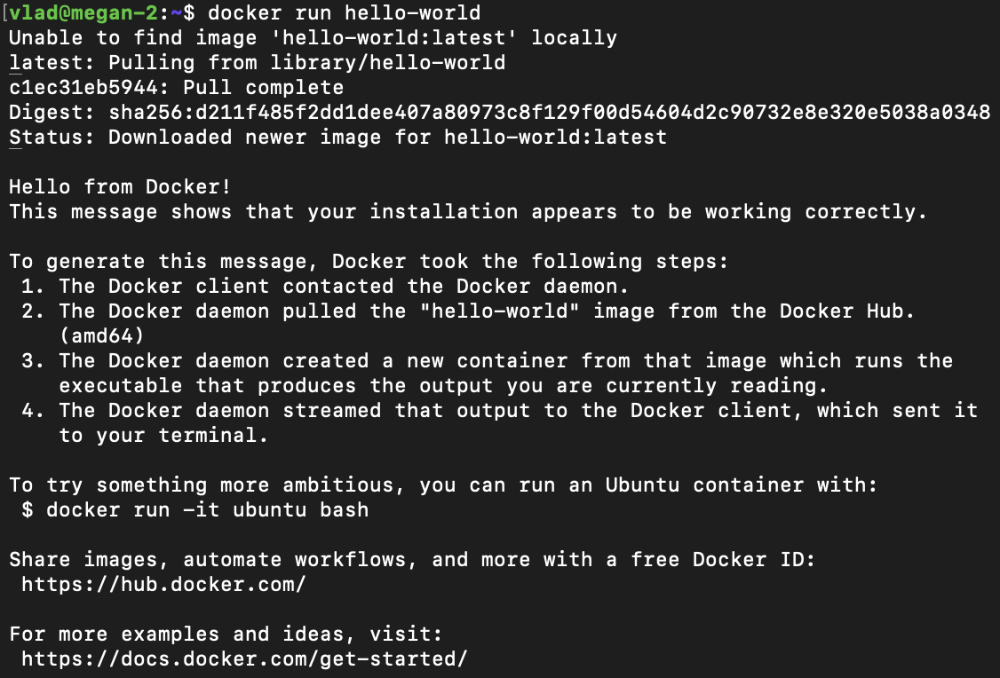 [vlad@megan-2:~$ docker run hello-world
Unable to find image 'hello-world:latest' locally
latest: Pulling from library/hello-world
c1ec31eb5944: Pull complete
Digest: sha256:d211f485f2dd1dee407a80973c8f129f00d54604d2c90732e8e320e5038a0348
Status: Downloaded newer image for hello-world:latest

Hello from Docker!
This message shows that your installation appears to be working correctly.

To generate this message, Docker took the following steps:
 1. The Docker client contacted the Docker daemon.
 2. The Docker daemon pulled the "hello-world" image from the Docker Hub.
    (amd64)
 3. The Docker daemon created a new container from that image which runs the
    executable that produces the output you are currently reading.
 4. The Docker daemon streamed that output to the Docker client, which sent it
    to your terminal.

To try something more ambitious, you can run an Ubuntu container with:
 $ docker run -it ubuntu bash

Share images, automate workflows, and more with a free Docker ID:
 https://hub.docker.com/

For more examples and ideas, visit:
 https://docs.docker.com/get-started/